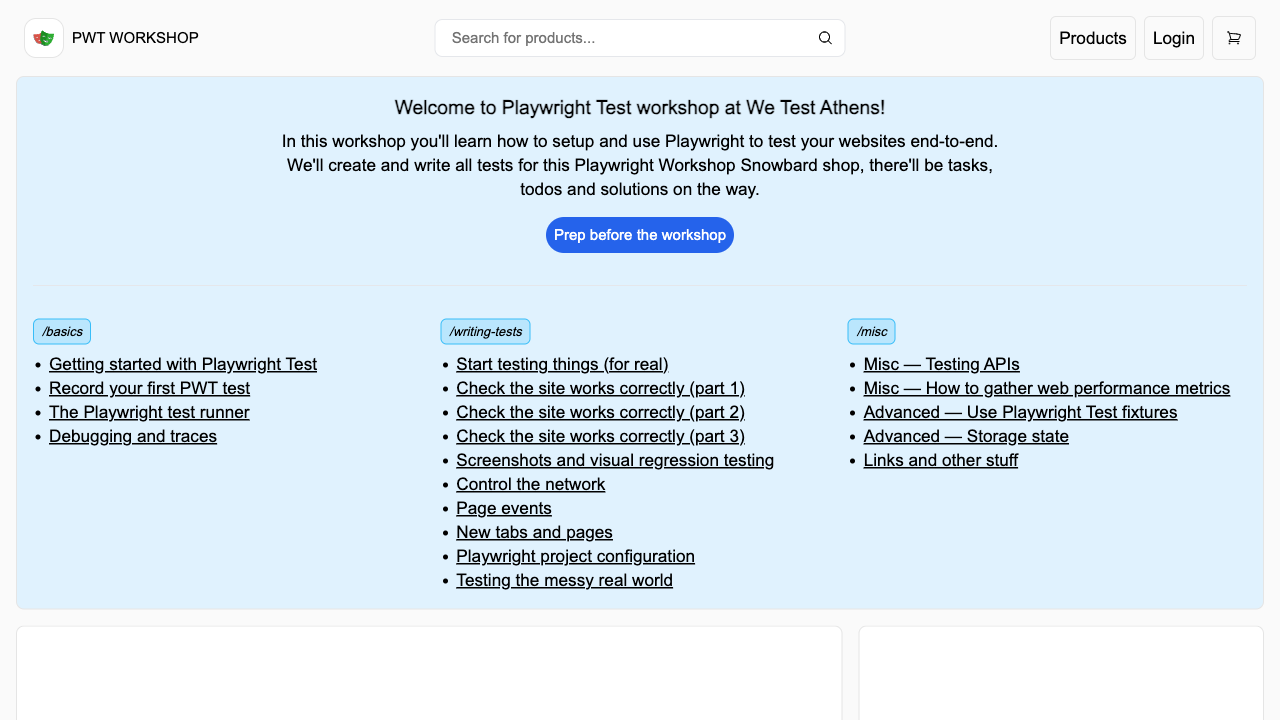 PWT WORKSHOP
Search for products...
Products
Login
Welcome to Playwright Test workshop at We Test Athens!
In this workshop you'll learn how to setup and use Playwright to test your websites end-to-end.
We'll create and write all tests for this Playwright Workshop Snowbard shop, there'll be tasks,
todos and solutions on the way.
Prep before the workshop
/basics
Getting started with Playwright Test
Record your first PWT test
The Playwright test runner
Debugging and traces
/writing-tests
Start testing things (for real)
Check the site works correctly (part 1)
Check the site works correctly (part 2)
Check the site works correctly (part 3)
Screenshots and visual regression testing
Control the network
Page events
New tabs and pages
Playwright project configuration
Testing the messy real world
/misc
Misc — Testing APIs
Misc — How to gather web performance metrics
Advanced — Use Playwright Test fixtures
Advanced — Storage state
Links and other stuff